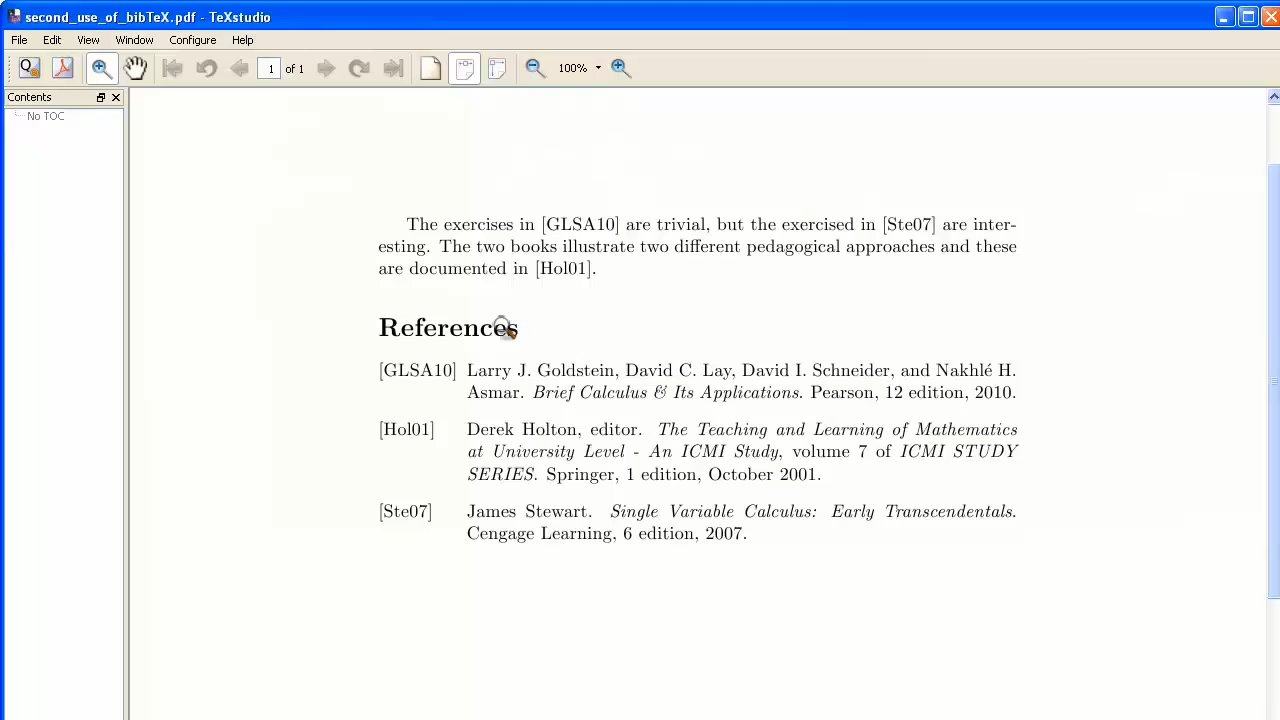 second_use_of_bibTeX.pdf - TeXstudio
File Edit View Window Configure Help
1 of 1 100%
Contents
No TOC
The exercises in [GLSA10] are trivial, but the exercised in [Ste07] are inter-
esting. The two books illustrate two different pedagogical approaches and these
are documented in [Hol01].
References
[GLSA10] Larry J. Goldstein, David C. Lay, David I. Schneider, and Nakhlé H.
Asmar. Brief Calculus & Its Applications. Pearson, 12 edition, 2010.
[Hol01] Derek Holton, editor. The Teaching and Learning of Mathematics
at University Level - An ICMI Study, volume 7 of ICMI STUDY
SERIES. Springer, 1 edition, October 2001.
[Ste07] James Stewart. Single Variable Calculus: Early Transcendentals.
Cengage Learning, 6 edition, 2007.